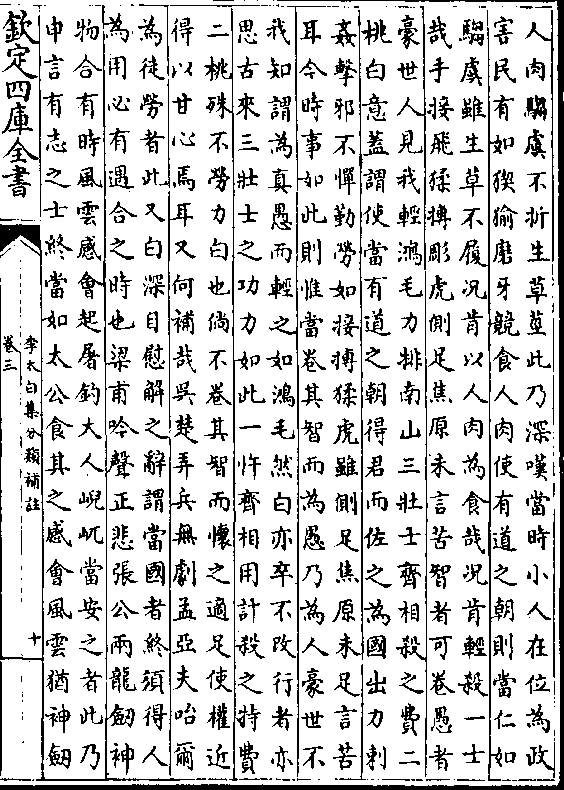 人肉騶虞不折生草莖此乃深嘆當時小人在位為政
害民有如猰㺄磨牙競食人肉使有道之朝則當仁如
騶虞雖生草不履况肯以人肉為食哉况肯輕殺一士
哉手接飛猱搏彫虎側足焦原未言苦智者可卷愚者
豪世人見我輕鴻毛力排南山三壯士齊相殺之費二
桃白意蓋謂使當有道之朝得君而佐之為國出力刺
姦擊邪不憚勤勞如接搏猱虎雖側足焦原未足言苦
耳今時事如此則惟當卷其智而為愚乃為人豪世不
我知謂為真愚而輕之如鴻毛然白亦卒不改行者亦
思古來三壯士之功力如此一忤齊相用計殺之特費
二桃殊不勞力白也倘不卷其智而懷之適足使權近
得以甘心焉耳又何補哉吳楚弄兵無劇孟亞夫咍爾
為徒勞者此又白深自慰解之辭謂當國者終須得人
為用必有遇合之時也梁甫吟聲正悲張公兩龍劔神
物合有時風雲感會起屠釣大人𡸣屼當安之者此乃
申言有志之士終當如太公食其之感會風雲猶神劔
欽定四庫全書
李太白集分類補註
卷三
十